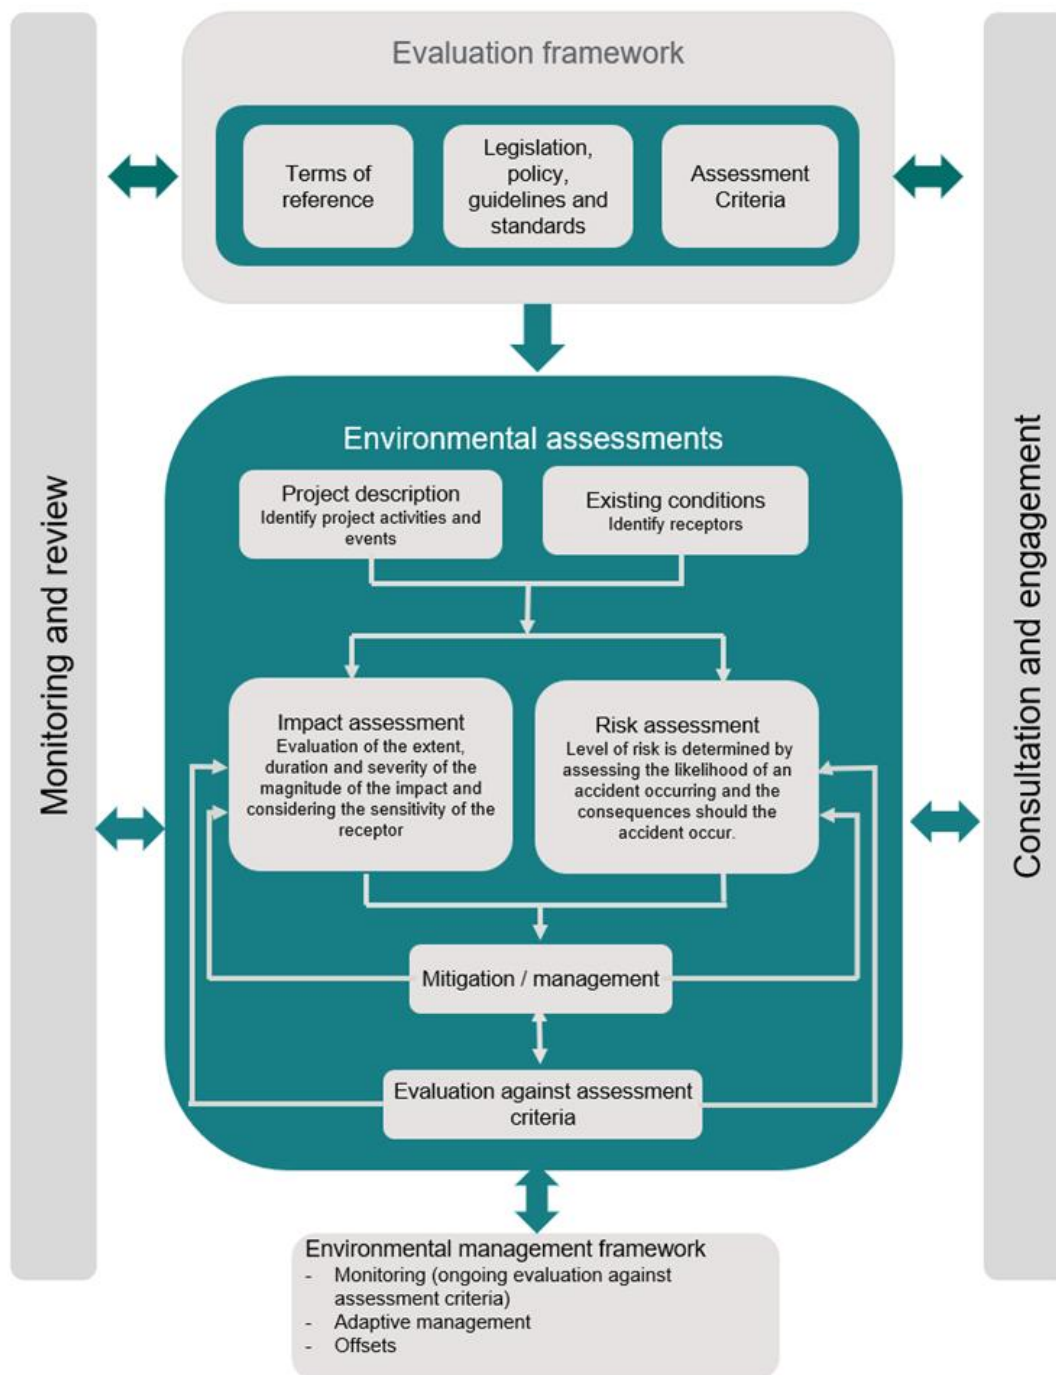 Evaluation framework
Terms of
reference
Legislation,
policy,
guidelines and
standards
Assessment
Criteria
Monitoring and review
Consultation and engagement
Environmental assessments
Project description
Identify project activities and
events
Existing conditions
Identify receptors
Impact assessment
Evaluation of the extent,
duration and severity of the
magnitude of the impact and
considering the sensitivity of the
receptor
Risk assessment
Level of risk is determined by
assessing the likelihood of an
accident occurring and the
consequences should the
accident occur.
Mitigation / management
Evaluation against assessment
criteria
Environmental management framework
- Monitoring (ongoing evaluation against
assessment criteria)
- Adaptive management
- Offsets